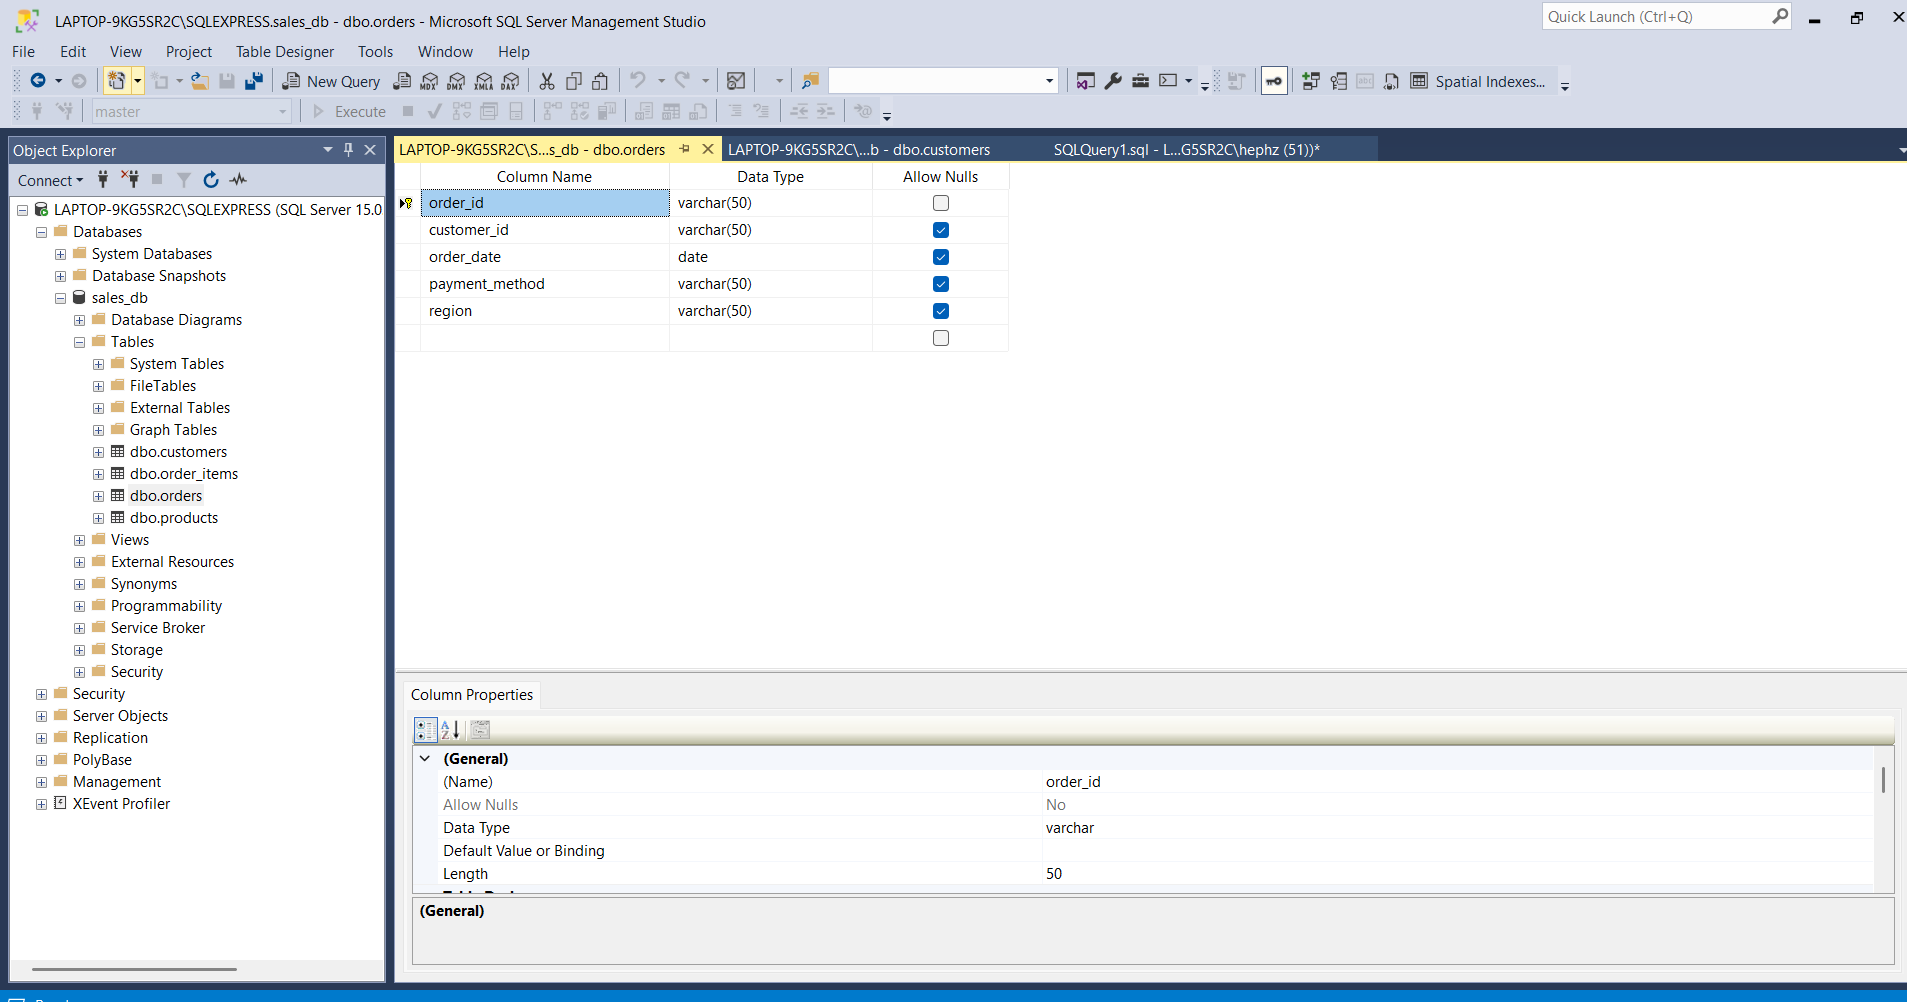 LAPTOP-9KG5SR2C\SQLEXPRESS.sales_db - dbo.orders - Microsoft SQL Server Management Studio
Quick Launch (Ctrl+Q)
File Edit View Project Table Designer Tools Window Help
New Query MDX DMX XMLA DAX Spatial Indexes...
master Execute
Object Explorer
LAPTOP-9KG5SR2C\S...s_db - dbo.orders LAPTOP-9KG5SR2C\...b - dbo.customers SQLQuery1.sql - L...G5SR2C\hephz (51))*
Connect
LAPTOP-9KG5SR2C\SQLEXPRESS (SQL Server 15.0
Databases
System Databases
Database Snapshots
sales_db
Database Diagrams
Tables
System Tables
FileTables
External Tables
Graph Tables
dbo.customers
dbo.order_items
dbo.orders
dbo.products
Views
External Resources
Synonyms
Programmability
Service Broker
Storage
Security
Security
Server Objects
Replication
PolyBase
Management
XEvent Profiler
Column Name Data Type Allow Nulls
order_id varchar(50)
customer_id varchar(50)
order_date date
payment_method varchar(50)
region varchar(50)
Column Properties
(General)
(Name) order_id
Allow Nulls No
Data Type varchar
Default Value or Binding
Length 50
(General)